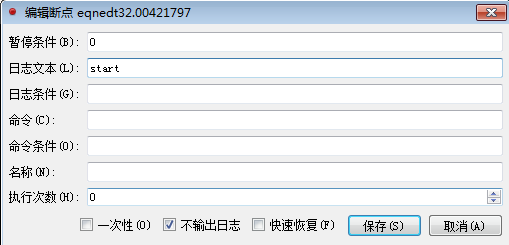 编辑断点 eqnedt32.00421797
暂停条件(B): 0
日志文本(L): start
日志条件(G):
命令(C):
命令条件(O):
名称(N):
执行次数(H): 0
一次性(O) 不输出日志 快速恢复(F) 保存(S) 取消(A)